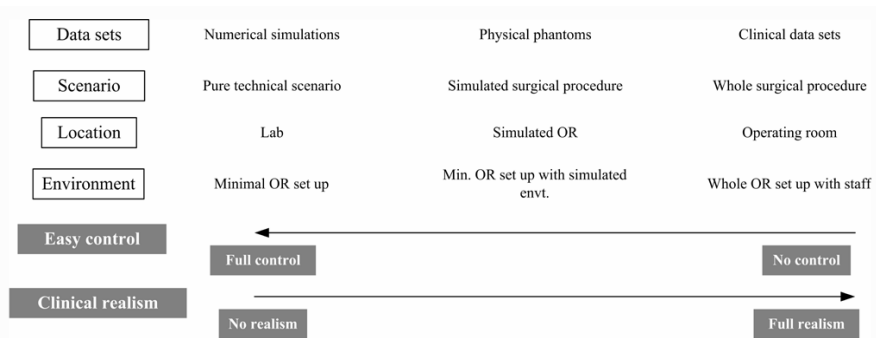 Data sets Numerical simulations Physical phantoms Clinical data sets
Scenario Pure technical scenario Simulated surgical procedure Whole surgical procedure
Location Lab Simulated OR Operating room
Environment Minimal OR set up Min. OR set up with simulated envt. Whole OR set up with staff
Easy control
Full control No control
Clinical realism
No realism Full realism